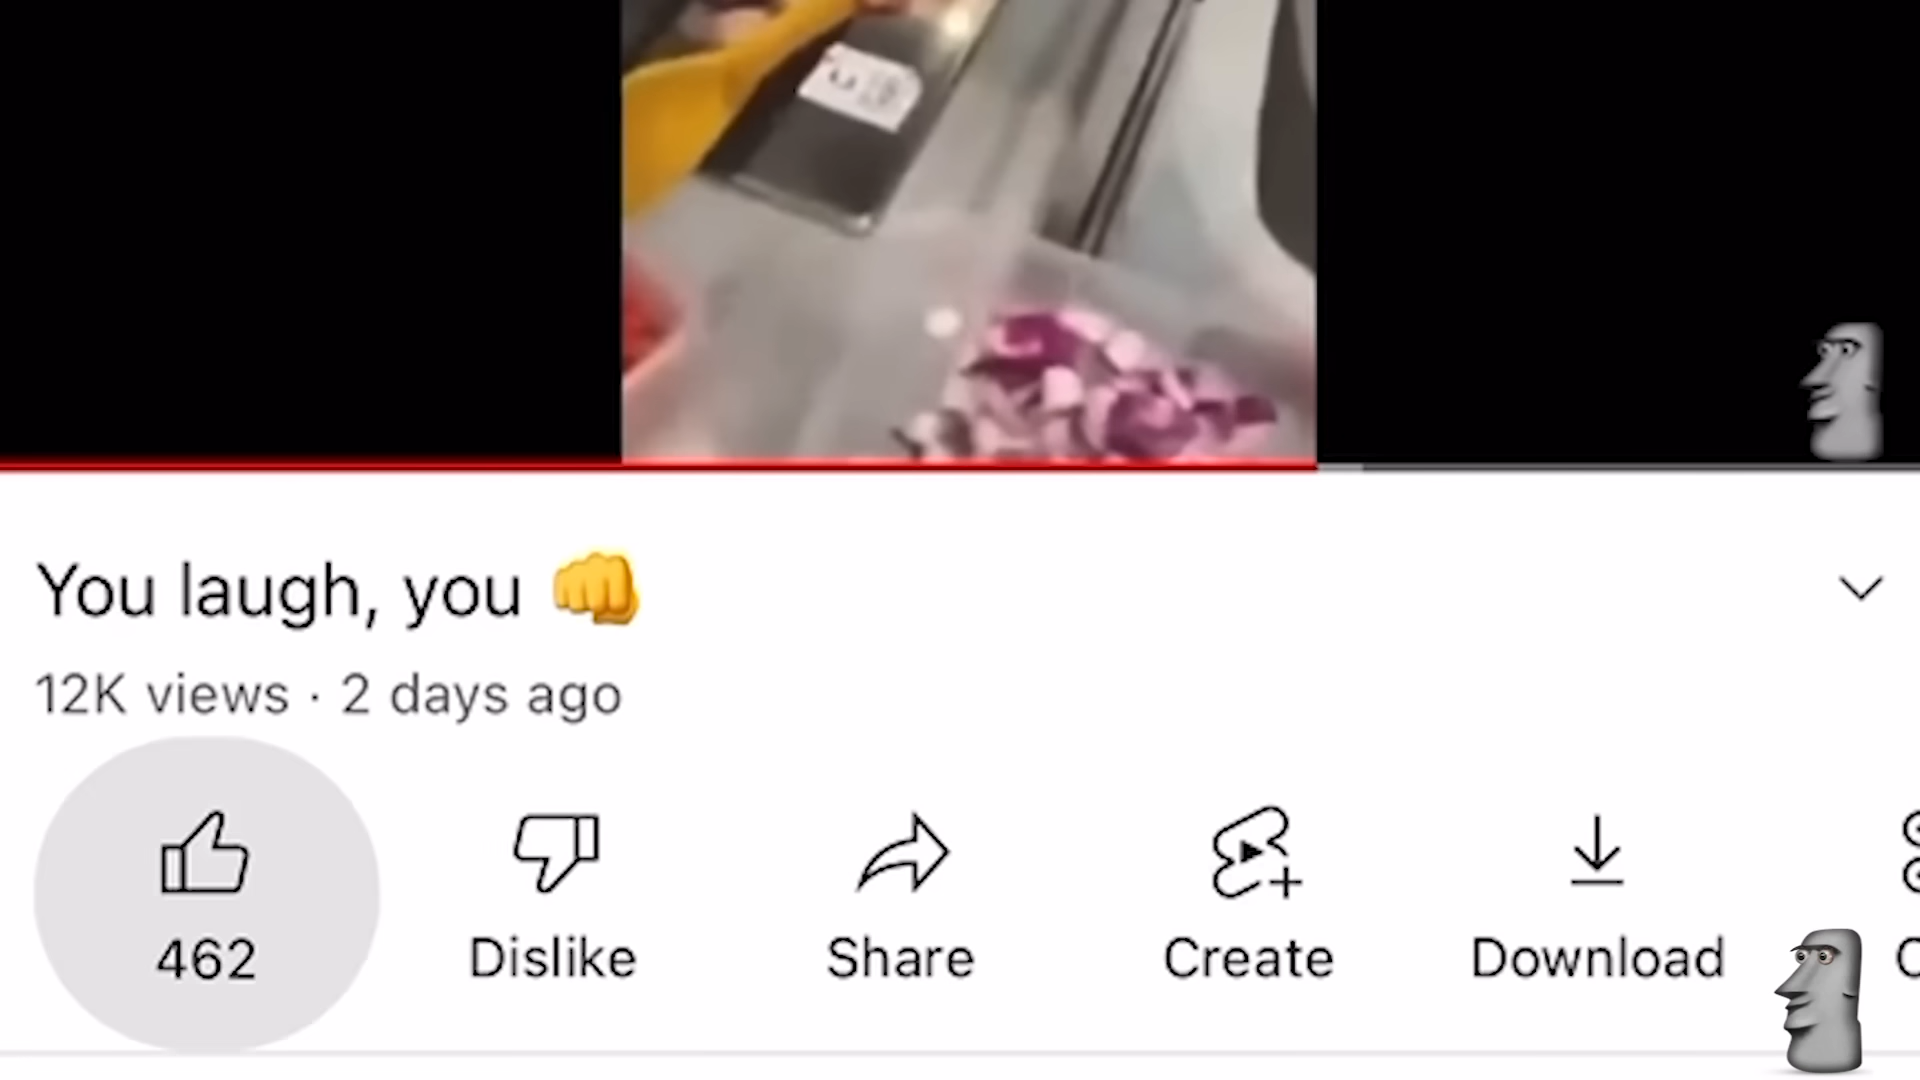 You laugh, you 👊
12K views · 2 days ago
462
Dislike
Share
Create
Download